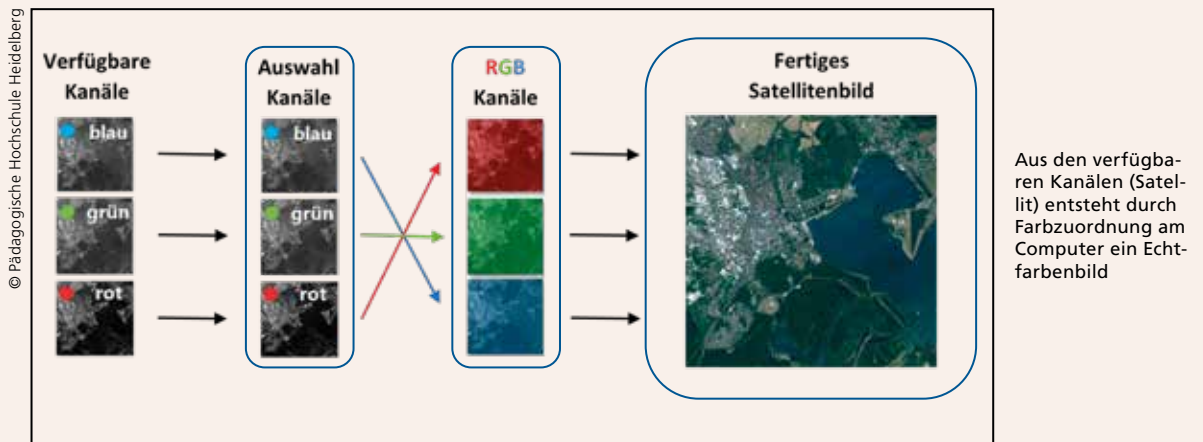 © Pädagogische Hochschule Heidelberg
Verfügbare
Kanäle
blau
grün
rot
Auswahl
Kanäle
blau
grün
rot
RGB
Kanäle
Fertiges
Satellitenbild
Aus den verfügba-
ren Kanälen (Satel-
lit) entsteht durch
Farbzuordnung am
Computer ein Echt-
farbenbild